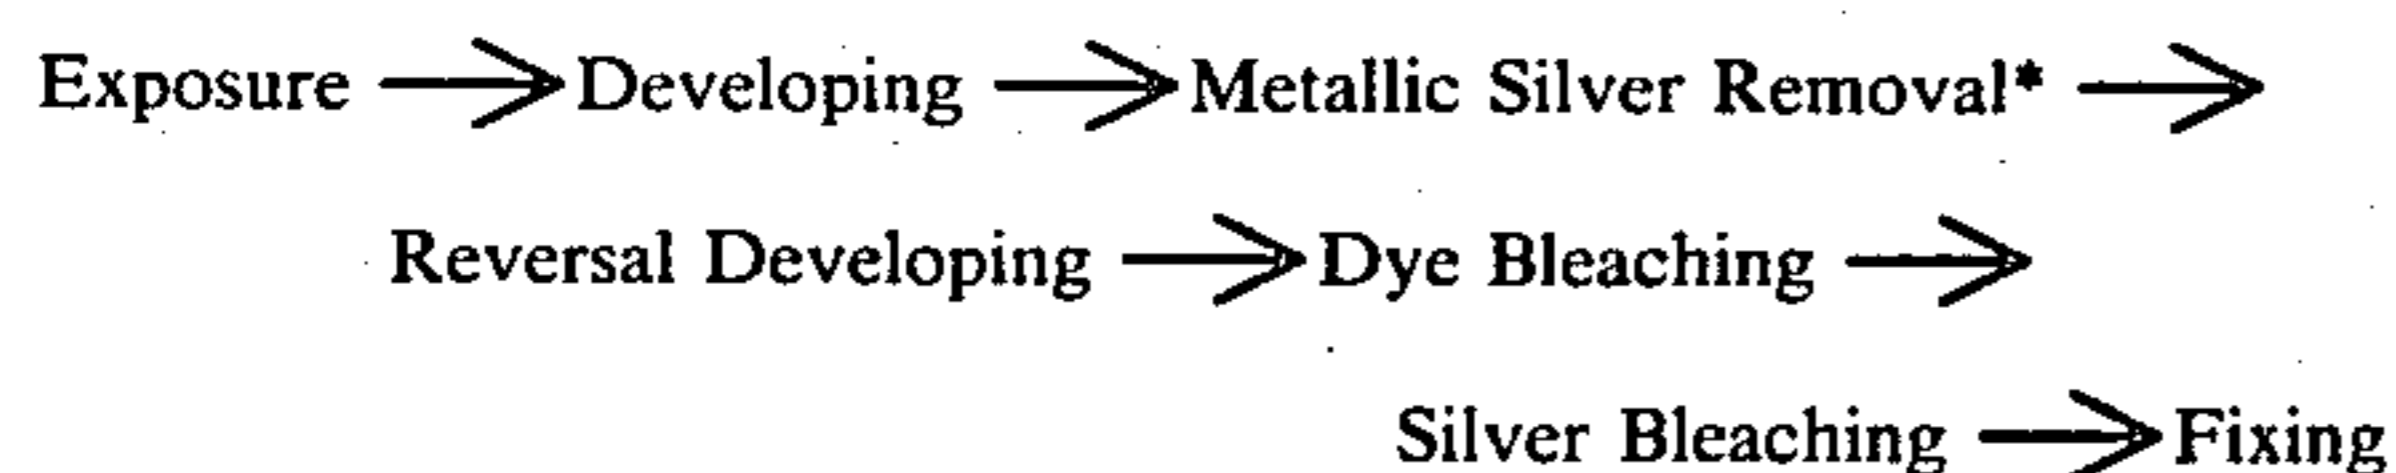 Exposure ⟶ Developing ⟶ Metallic Silver Removal* ⟶
Reversal Developing ⟶ Dye Bleaching ⟶
Silver Bleaching ⟶ Fixing